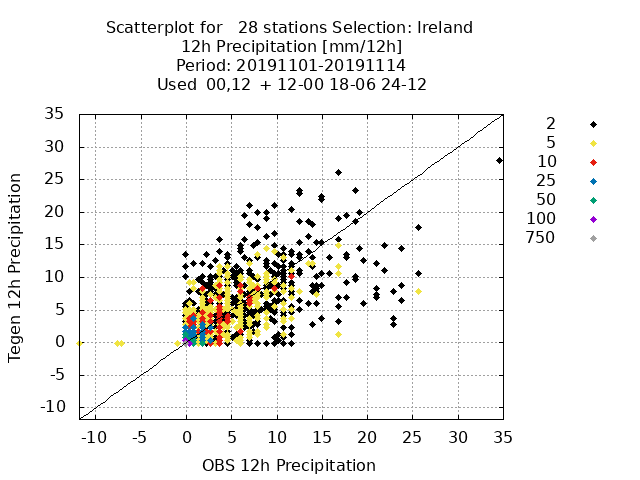 Scatterplot for   28 stations Selection: Ireland
12h Precipitation [mm/12h]
Period: 20191101-20191114
Used  00,12  + 12-00 18-06 24-12
Tegen 12h Precipitation
35
30
25
20
15
10
5
0
-5
-10
-10 -5 0 5 10 15 20 25 30 35
OBS 12h Precipitation
2
5
10
25
50
100
750